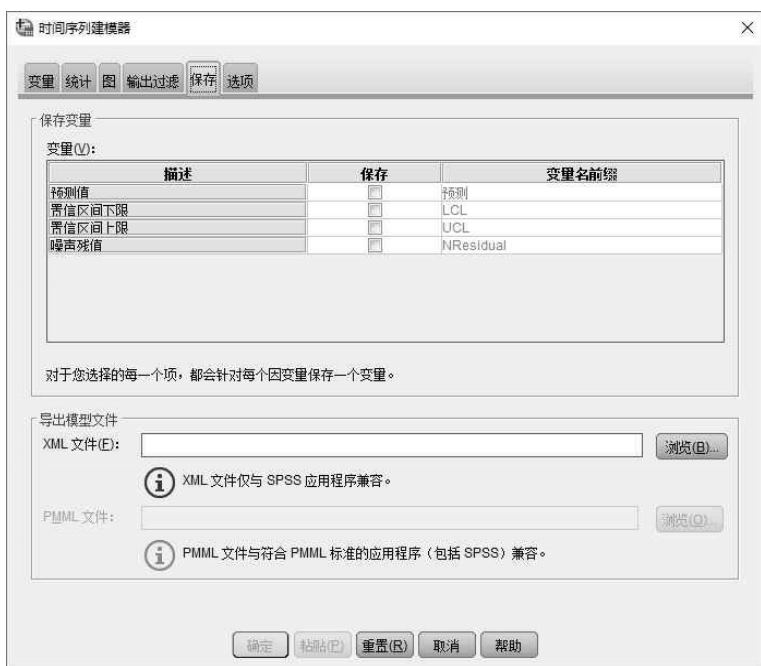 时间序列建模器
变量 统计 图 输出过滤 保存 选项
保存变量
变量(V):
描述 保存 变量名前缀
预测值 预测
置信区间下限 LCL
置信区间上限 UCL
噪声残值 NResidual
对于您选择的每一个项，都会针对每个因变量保存一个变量。
导出模型文件
XML 文件(F): 浏览(B)...
XML 文件仅与 SPSS 应用程序兼容。
PMML 文件: 浏览(O)...
PMML 文件与符合 PMML 标准的应用程序（包括 SPSS）兼容。
确定 粘贴(P) 重置(R) 取消 帮助